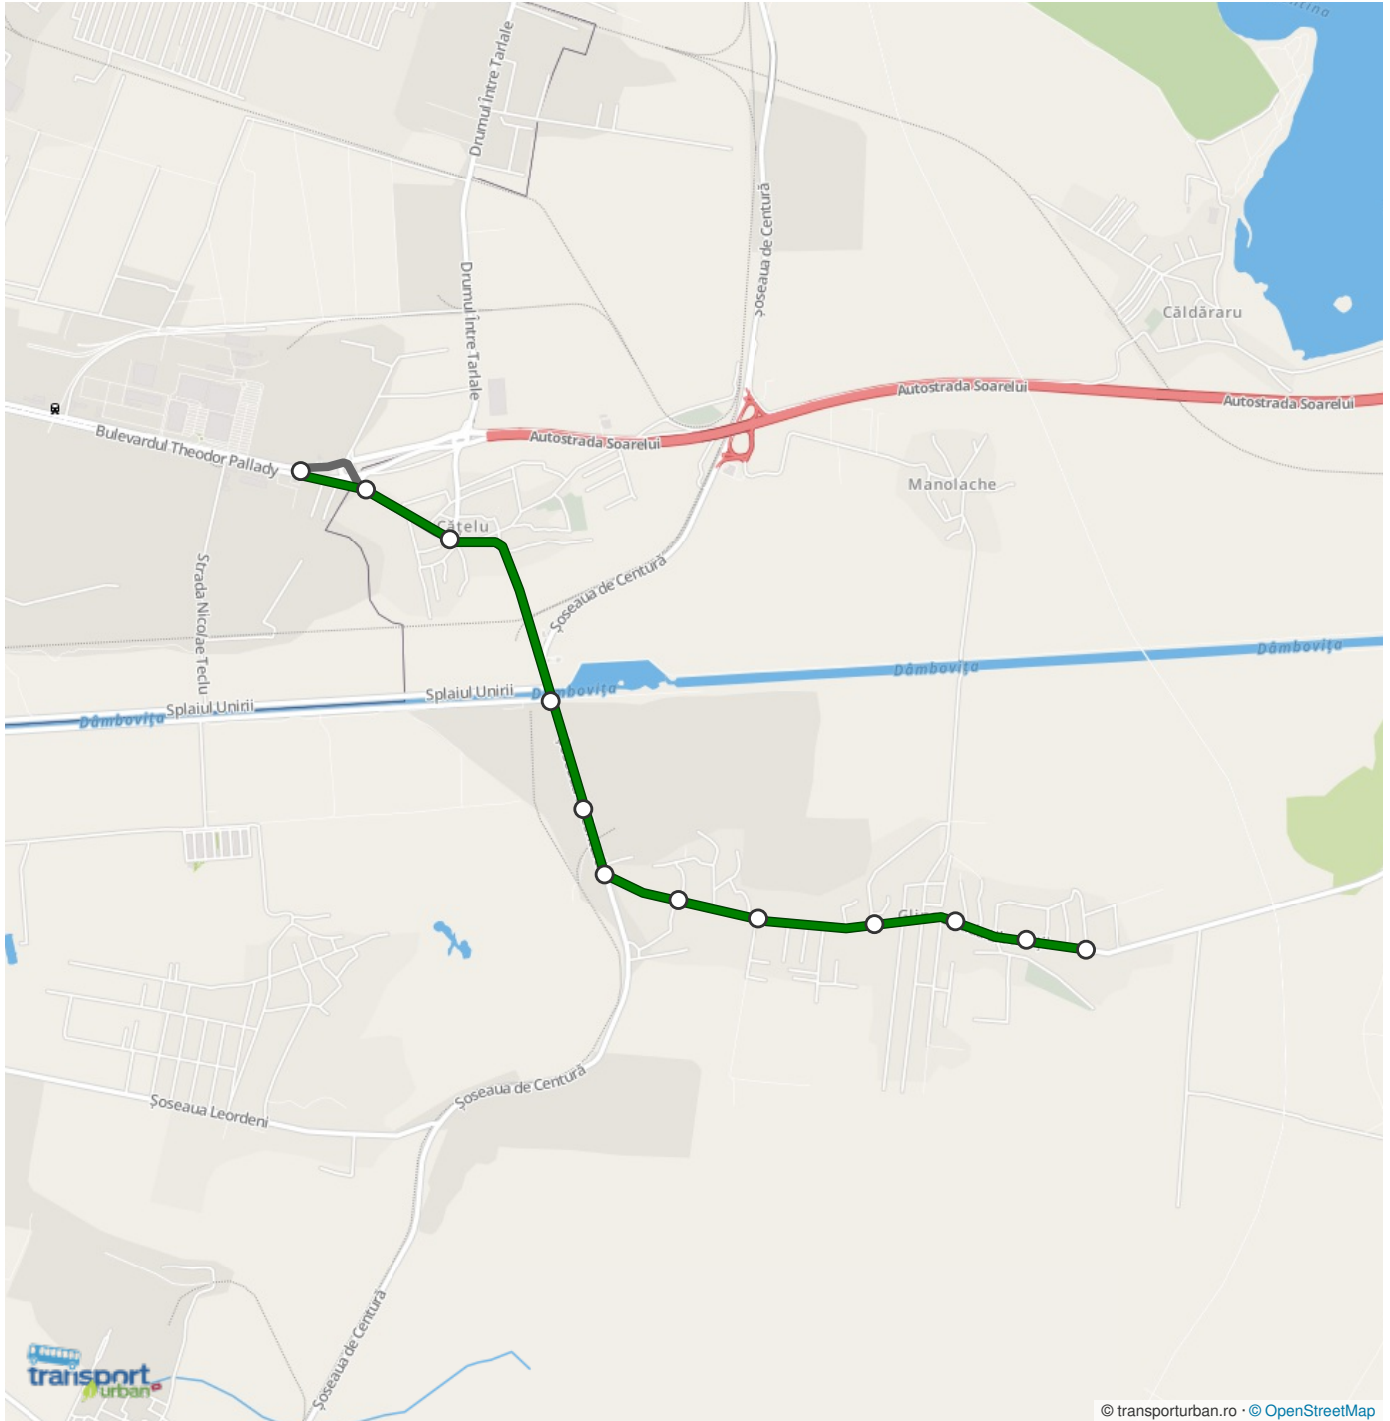 Drumul Între Tarlale
Șoseaua de Centură
Drumul Între Tarlale
Căldăraru
Autostrada Soarelui
Autostrada Soarelui
Autostrada Soarelui
Bulevardul Theodor Pallady
Manolache
Cățelu
Șoseaua de Centură
Strada Nicolae Teclu
Dâmbovița
Dâmbovița
Splaiul Unirii
Dâmbovița
Splaiul Unirii
Dâmbovița
Șoseaua de Centură
Șoseaua Leordeni
Șoseaua de Centură
transport
urban
© transporturban.ro · © OpenStreetMap